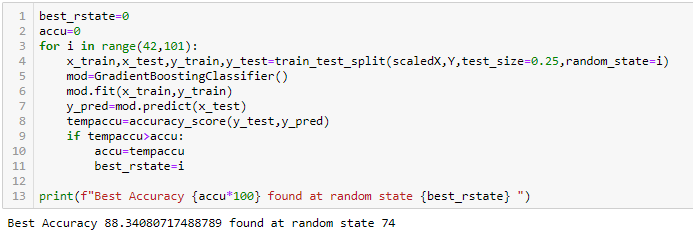 1 best_rstate=0
2 accu=0
3 for i in range(42,101):
4     x_train,x_test,y_train,y_test=train_test_split(scaledX,Y,test_size=0.25,random_state=i)
5     mod=GradientBoostingClassifier()
6     mod.fit(x_train,y_train)
7     y_pred=mod.predict(x_test)
8     tempaccu=accuracy_score(y_test,y_pred)
9     if tempaccu>accu:
10         accu=tempaccu
11         best_rstate=i
12
13 print(f"Best Accuracy {accu*100} found at random state {best_rstate} ")
Best Accuracy 88.34080717488789 found at random state 74